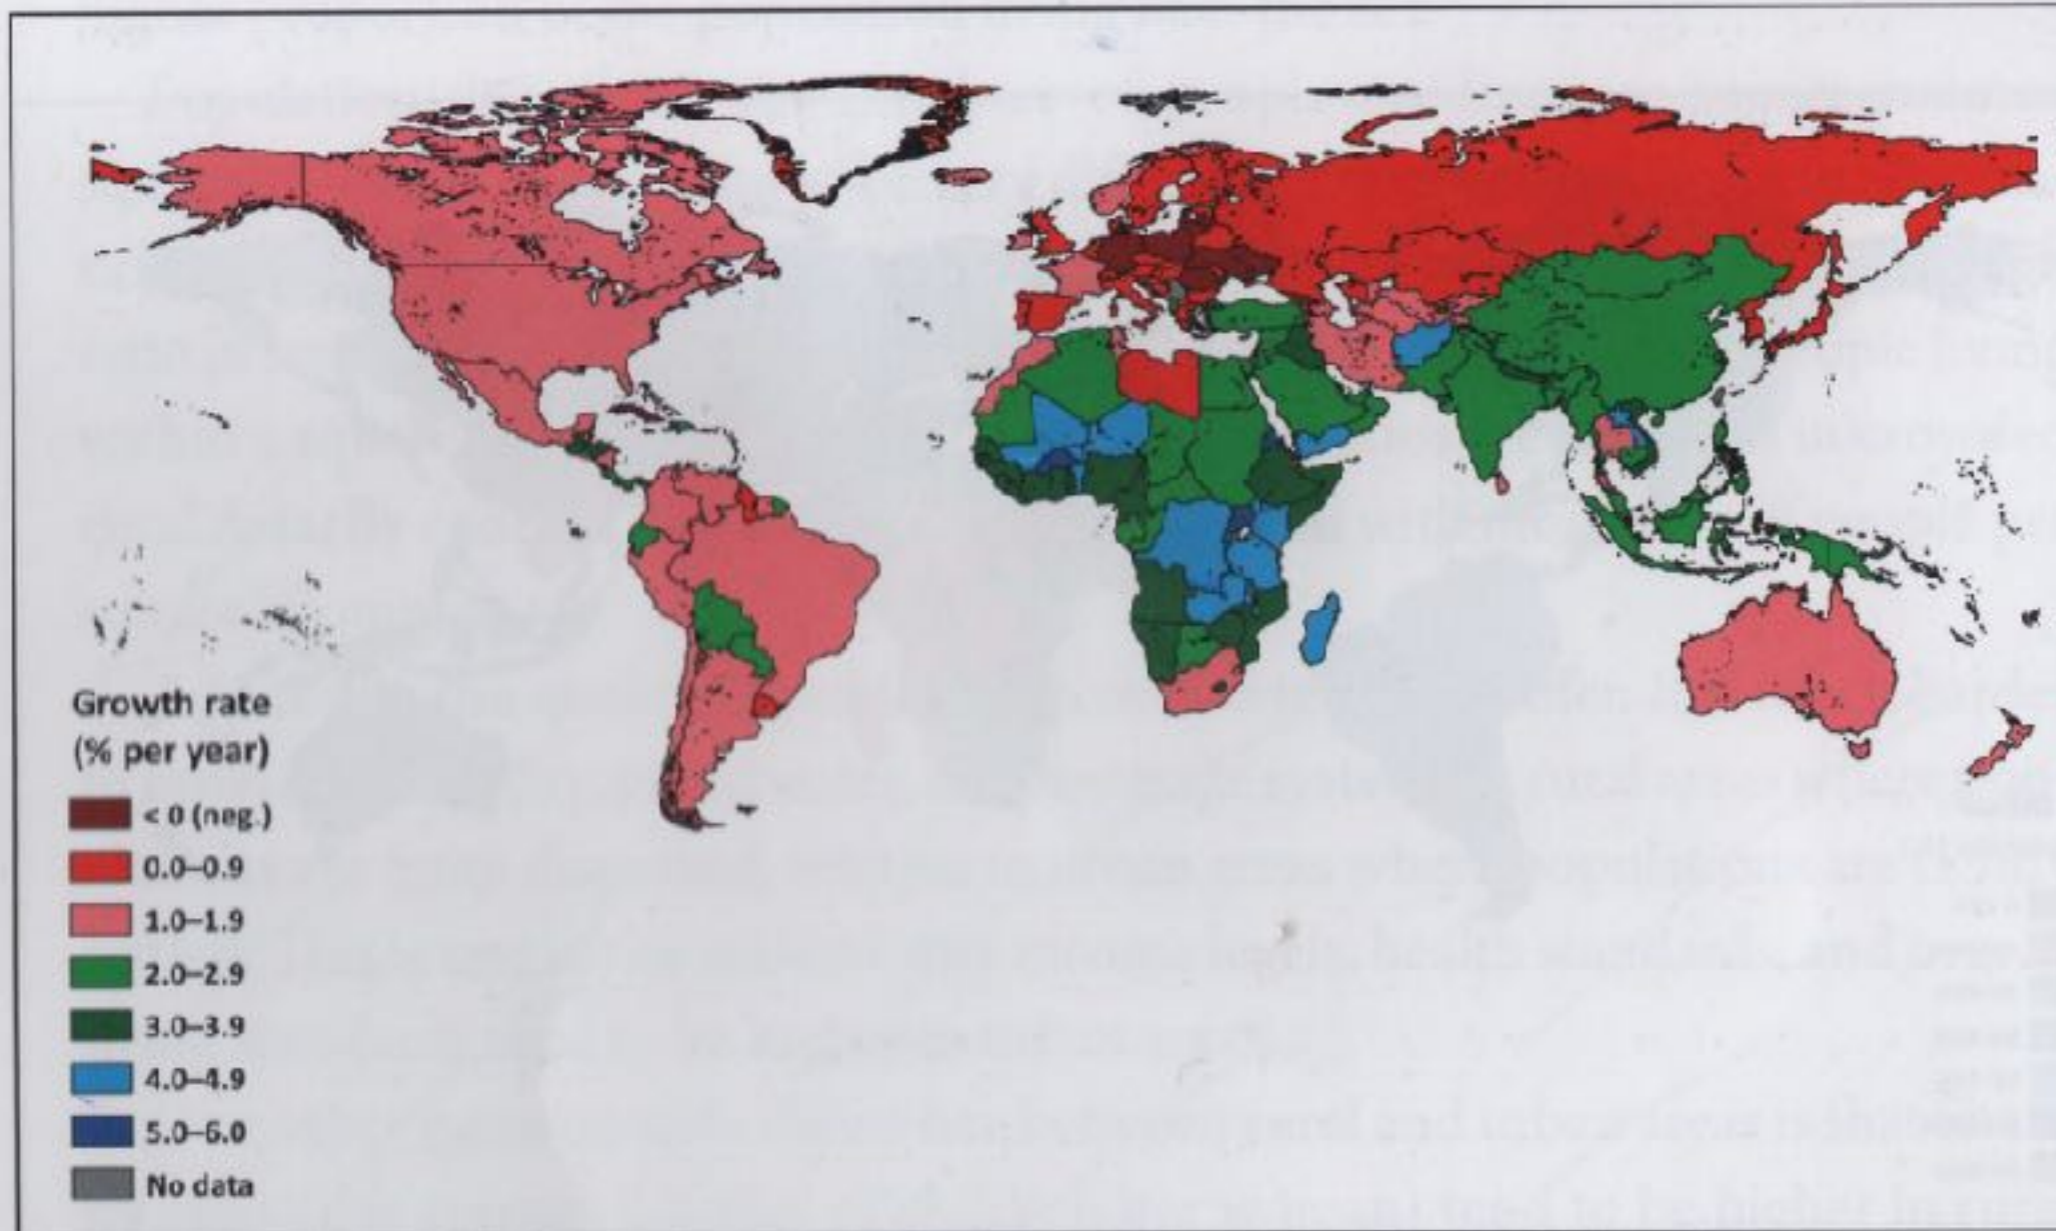 Growth rate
(% per year)
< 0 (neg.)
0.0–0.9
1.0–1.9
2.0–2.9
3.0–3.9
4.0–4.9
5.0–6.0
No data